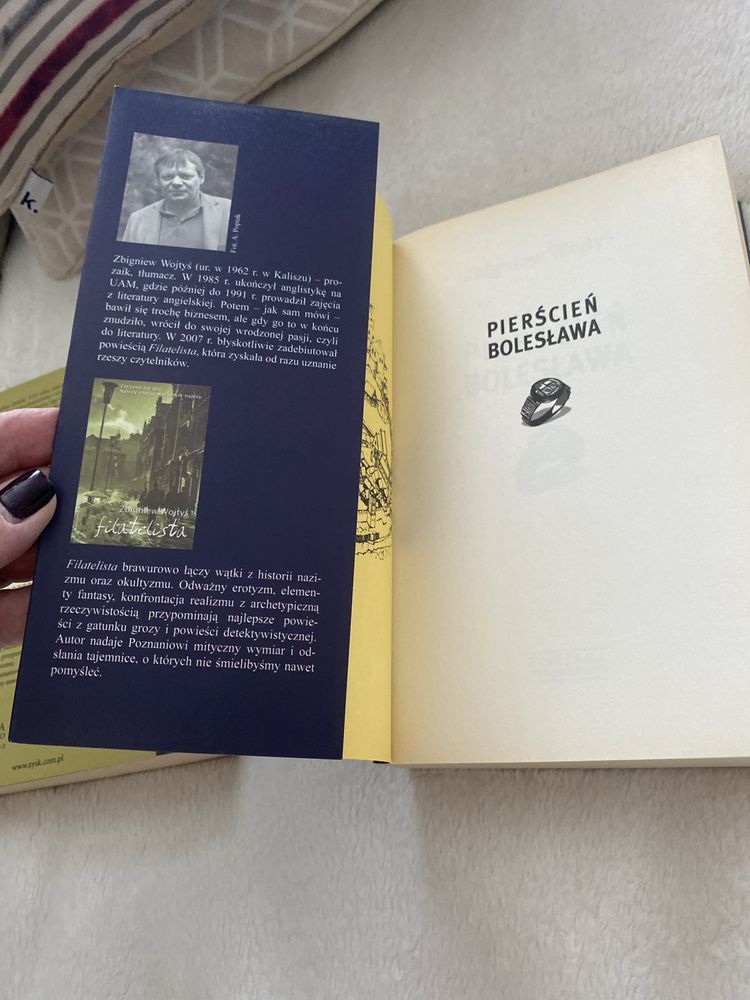 k.
Fot. A. Popiak
Zbigniew Wojtyś (ur. w 1962 r. w Kaliszu) – pro-
zaik, tłumacz. W 1985 r. ukończył anglistykę na
UAM, gdzie później do 1991 r. prowadził zajęcia
z literatury angielskiej. Potem – jak sam mówi –
bawił się trochę biznesem, ale gdy go to w końcu
znudziło, wrócił do swojej wrodzonej pasji, czyli
do literatury. W 2007 r. błyskotliwie zadebiutował
powieścią Filatelista, która zyskała od razu uznanie
rzeszy czytelników.
Zbigniew Wojtyś
filatelista
Filatelista brawurowo łączy wątki z historii nazi-
zmu oraz okultyzmu. Odważny erotyzm, elemen-
ty fantasy, konfrontacja realizmu z archetypiczną
rzeczywistością przypominają najlepsze powie-
ści z gatunku grozy i powieści detektywistycznej.
Autor nadaje Poznaniowi mityczny wymiar i od-
słania tajemnice, o których nie śmielibyśmy nawet
pomyśleć.
PIERŚCIEŃ
BOLESŁAWA
www.zysk.com.pl